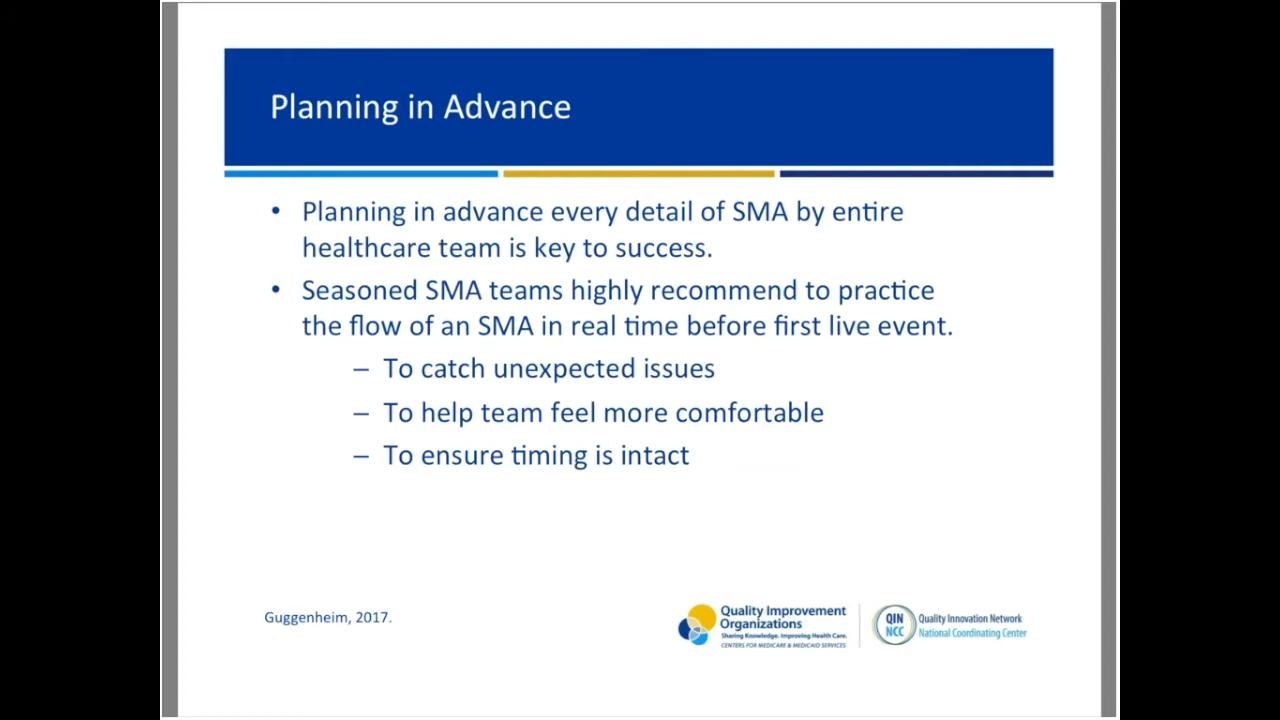 Planning in Advance
• Planning in advance every detail of SMA by entire
healthcare team is key to success.
• Seasoned SMA teams highly recommend to practice
the flow of an SMA in real time before first live event.
– To catch unexpected issues
– To help team feel more comfortable
– To ensure timing is intact
Guggenheim, 2017.
Quality Improvement
Organizations
Sharing Knowledge. Improving Health Care.
CENTERS FOR MEDICARE & MEDICAID SERVICES
QIN
NCC
Quality Innovation Network
National Coordinating Center